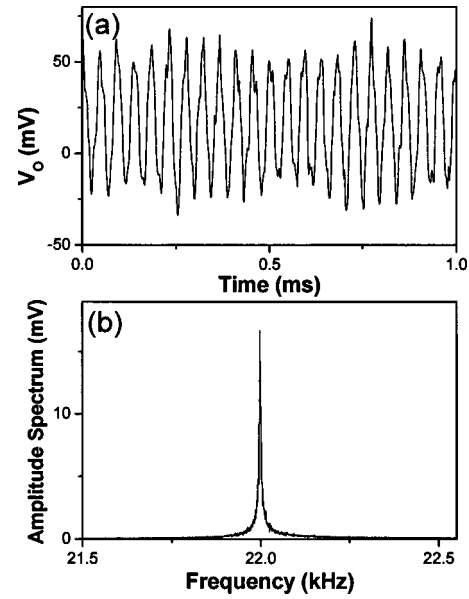 (a)
50
0
-50
V_O (mV)
0.0 0.5 1.0
Time (ms)
(b)
10
0
Amplitude Spectrum (mV)
21.5 22.0 22.5
Frequency (kHz)